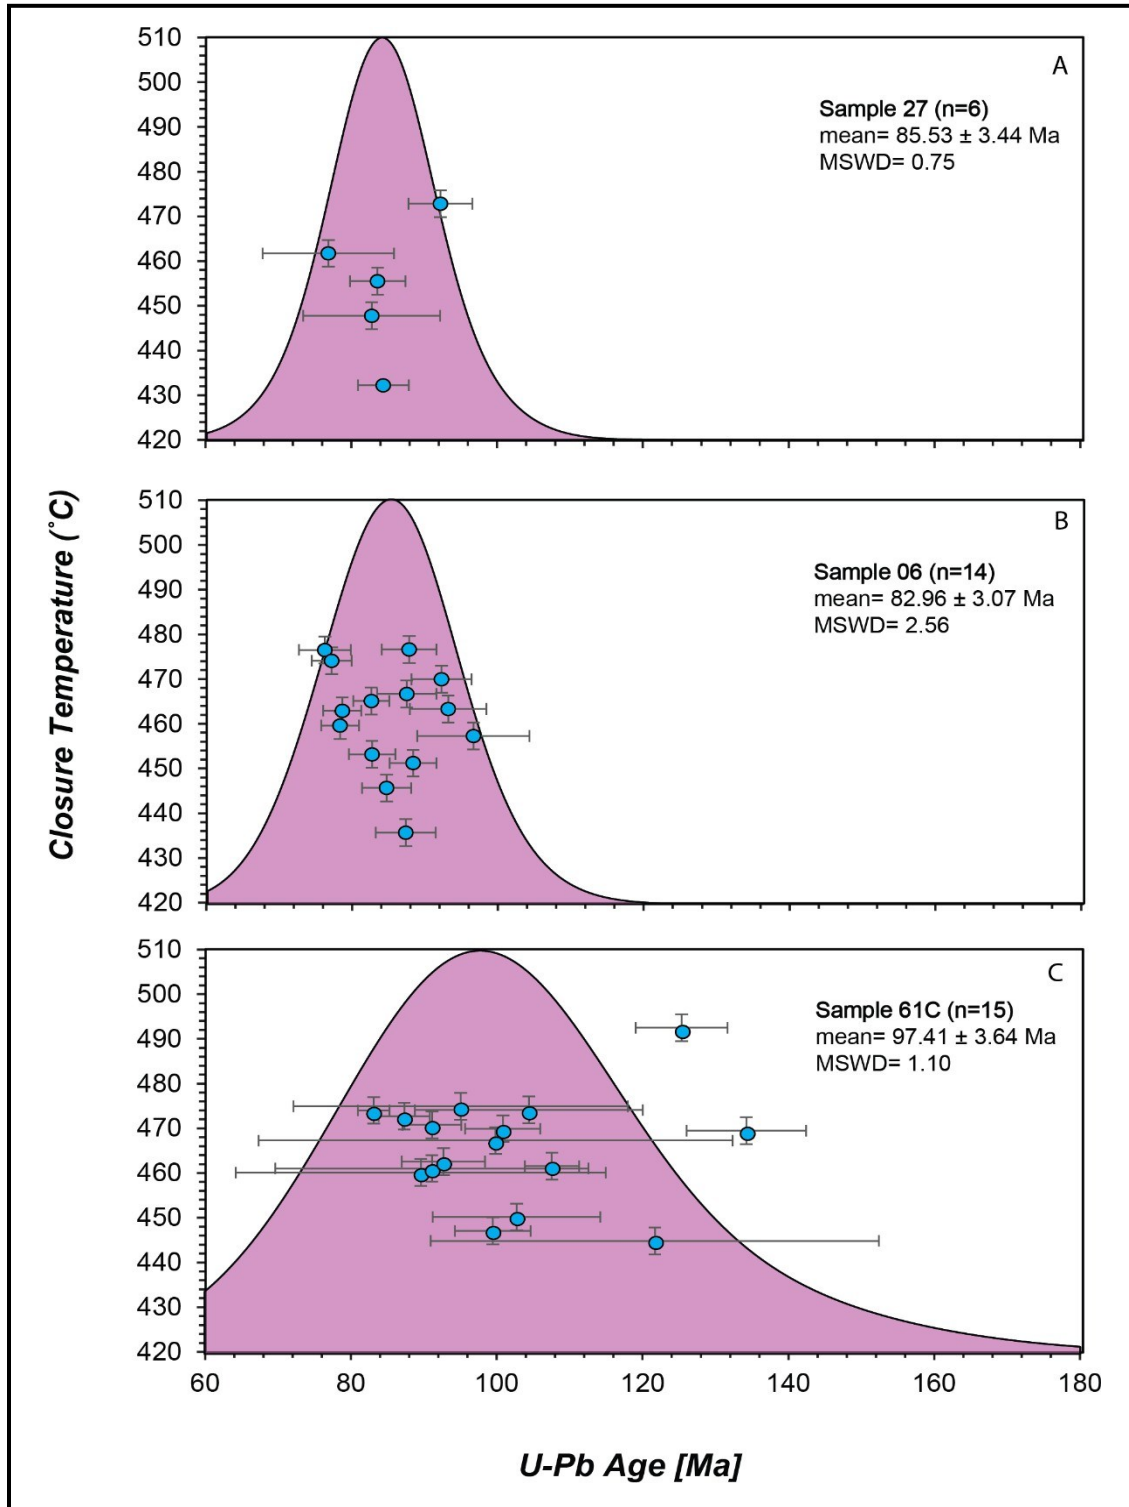 510
500
490
480
470
460
450
440
430
420
A
Sample 27 (n=6)
mean= 85.53 ± 3.44 Ma
MSWD= 0.75
Closure Temperature (˚C)
510
500
490
480
470
460
450
440
430
420
B
Sample 06 (n=14)
mean= 82.96 ± 3.07 Ma
MSWD= 2.56
510
500
490
480
470
460
450
440
430
420
C
Sample 61C (n=15)
mean= 97.41 ± 3.64 Ma
MSWD= 1.10
60 80 100 120 140 160 180
U-Pb Age [Ma]